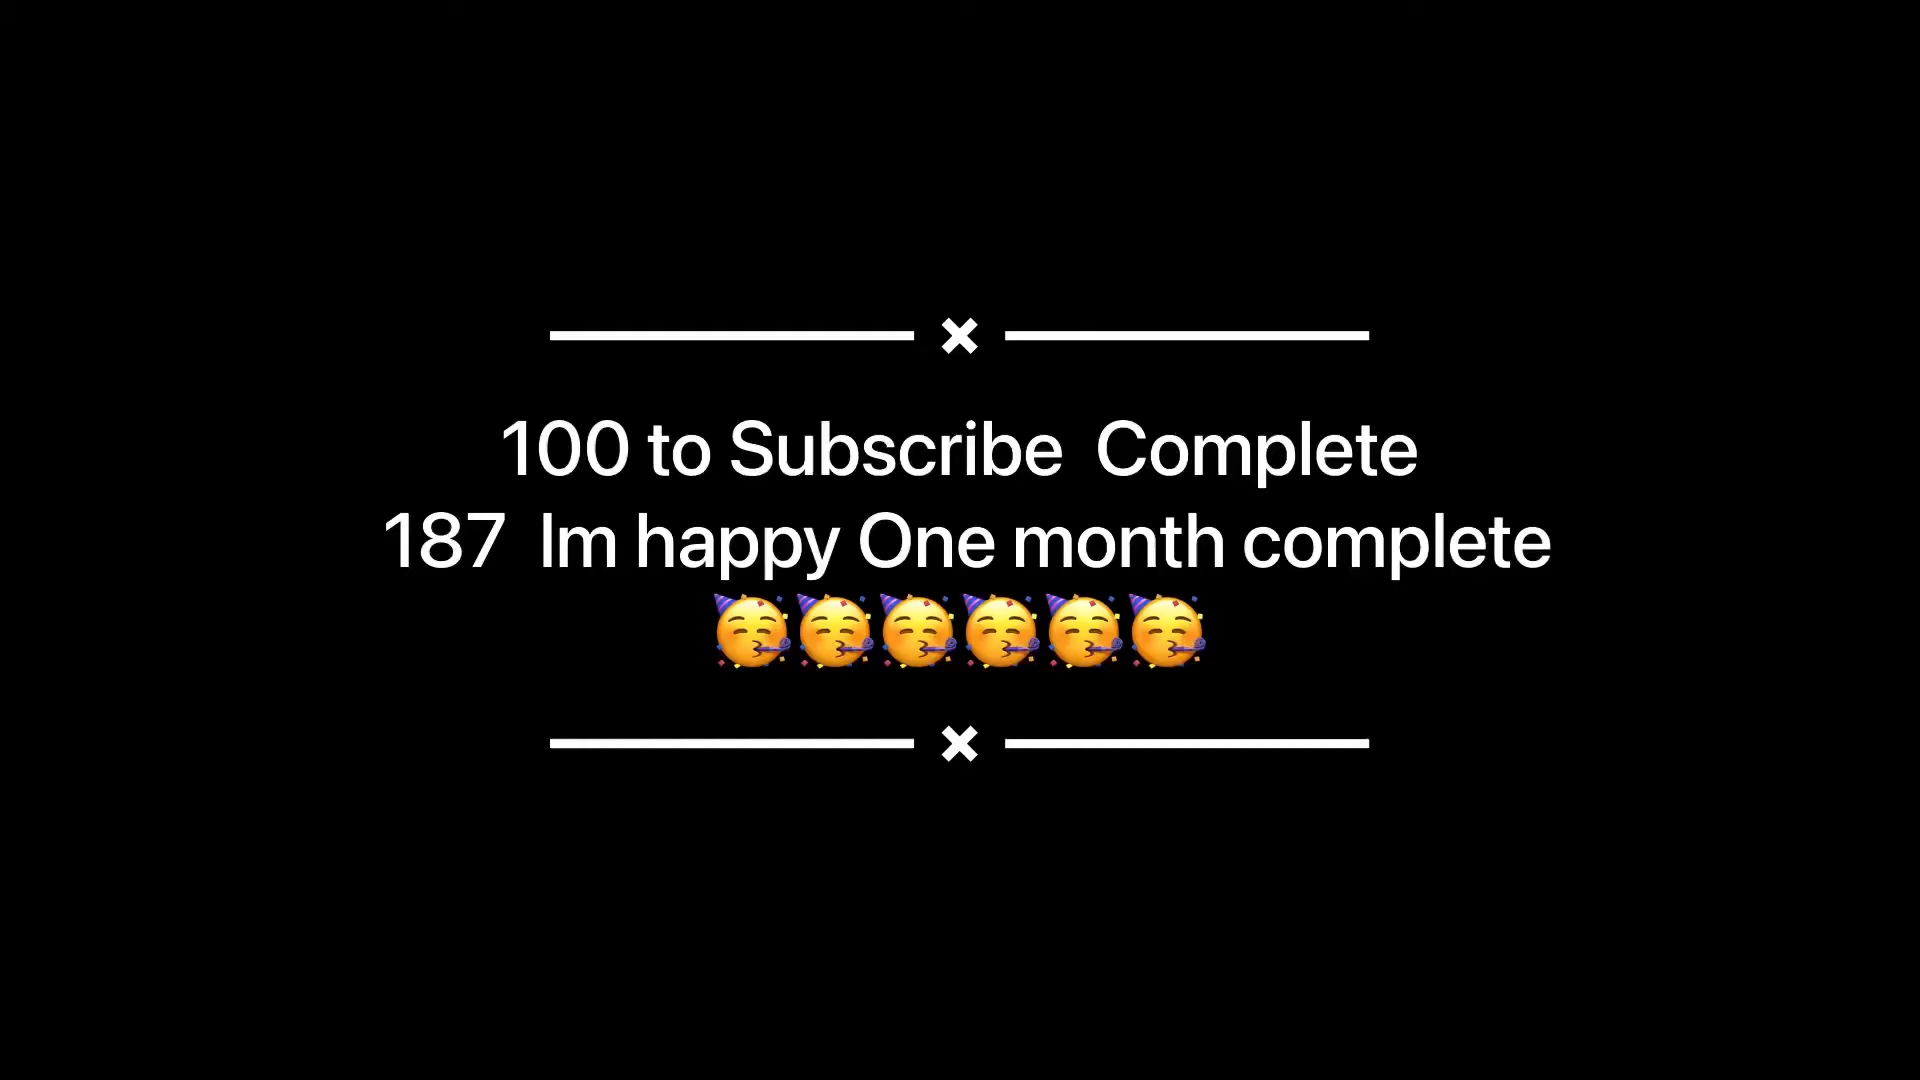 100 to Subscribe  Complete
187  Im happy One month complete
🥳🥳🥳🥳🥳🥳